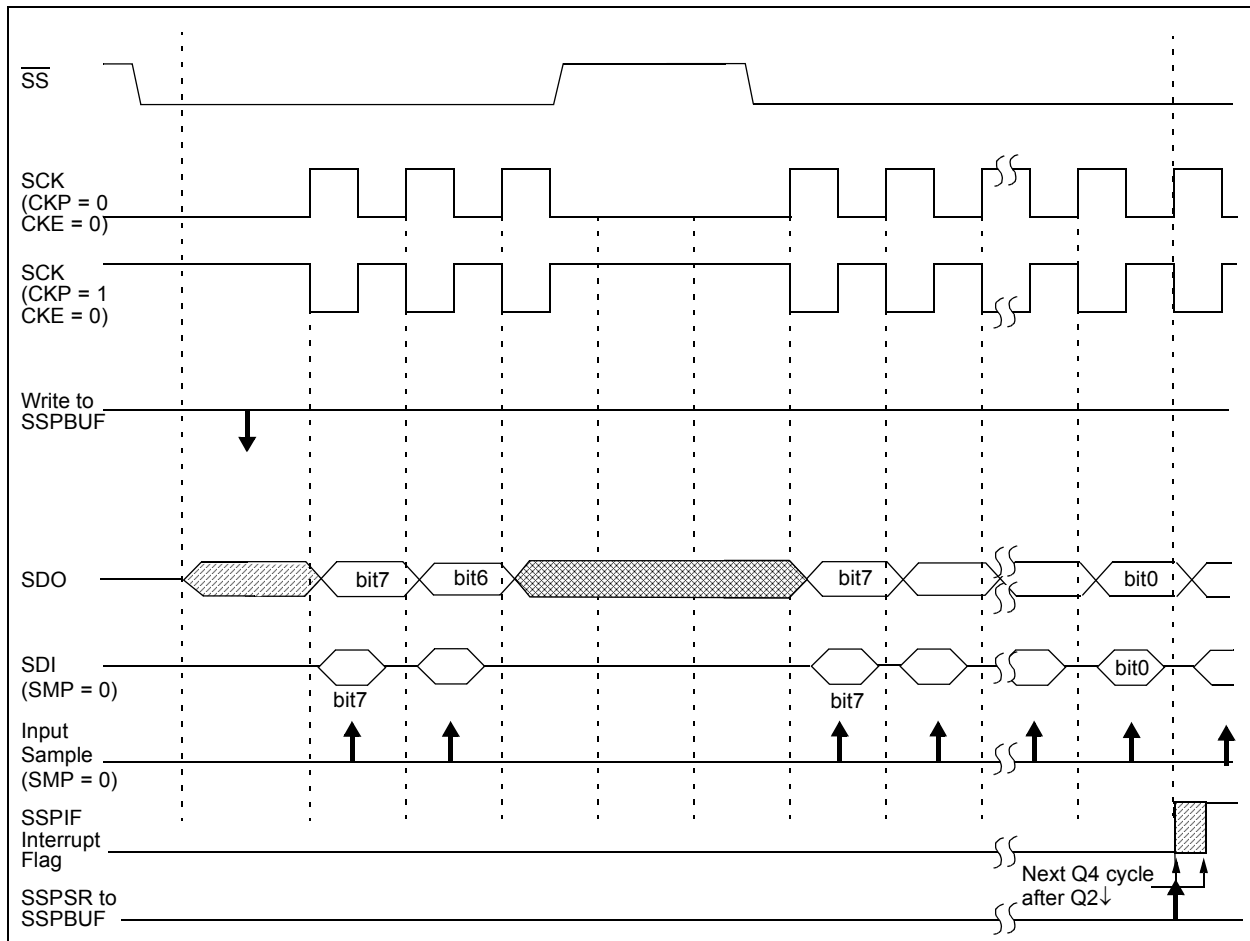 SS
SCK
(CKP = 0
CKE = 0)
SCK
(CKP = 1
CKE = 0)
Write to
SSPBUF
SDO
bit7
bit6
bit7
bit0
SDI
(SMP = 0)
bit7
bit7
bit0
Input
Sample
(SMP = 0)
SSPIF
Interrupt
Flag
Next Q4 cycle
after Q2↓
SSPSR to
SSPBUF